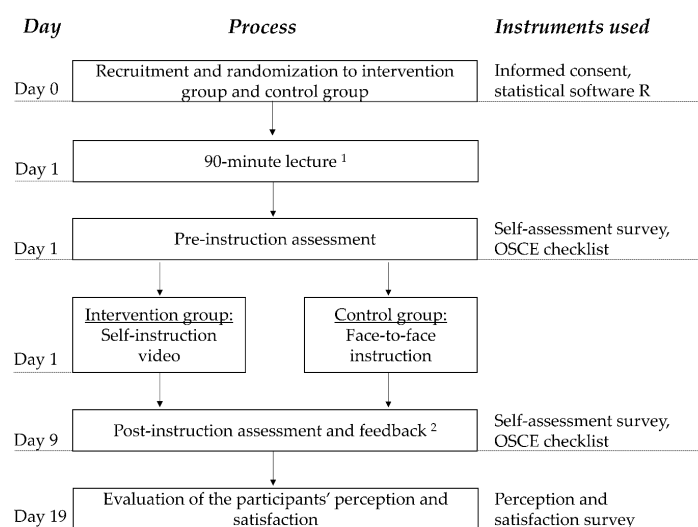 Day Process Instruments used
Day 0
Recruitment and randomization to intervention
group and control group
Informed consent,
statistical software R
Day 1
90-minute lecture 1
Day 1
Pre-instruction assessment
Self-assessment survey,
OSCE checklist
Day 1
Intervention group:
Self-instruction
video
Control group:
Face-to-face
instruction
Day 9
Post-instruction assessment and feedback 2
Self-assessment survey,
OSCE checklist
Day 19
Evaluation of the participants' perception and
satisfaction
Perception and
satisfaction survey